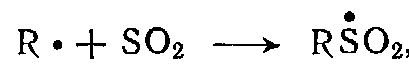 R • + SO₂ ⟶ RṠO₂,